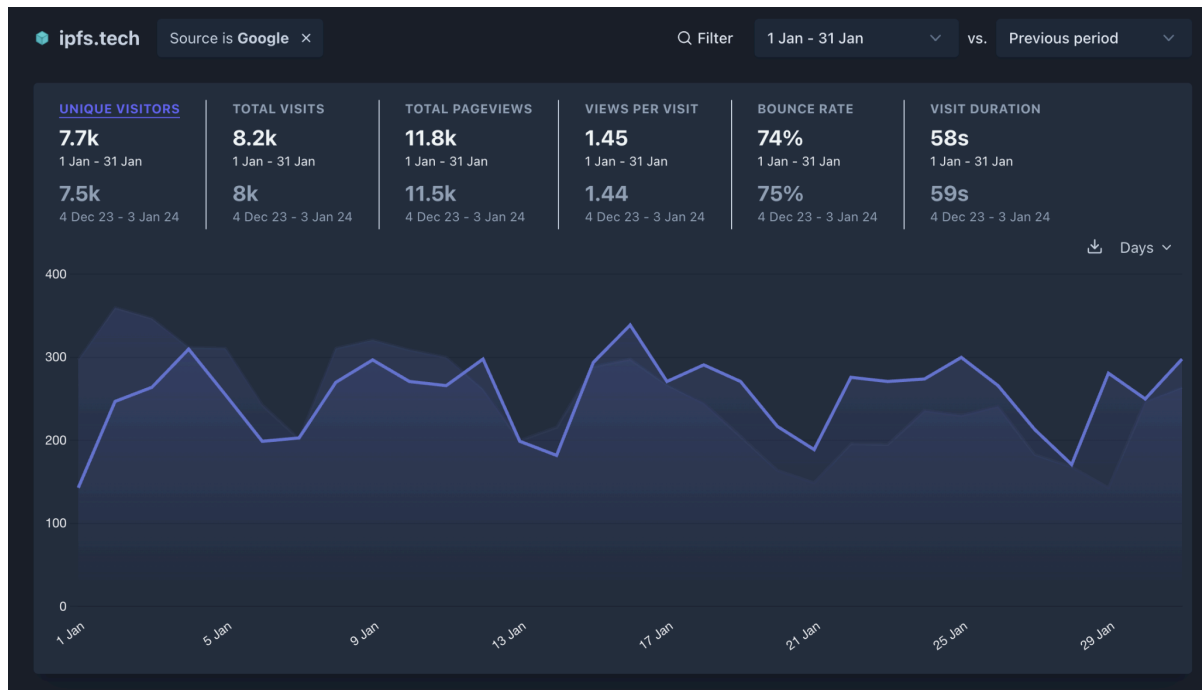 ipfs.tech Source is Google × Filter 1 Jan - 31 Jan vs. Previous period
UNIQUE VISITORS TOTAL VISITS TOTAL PAGEVIEWS VIEWS PER VISIT BOUNCE RATE VISIT DURATION
7.7k 8.2k 11.8k 1.45 74% 58s
1 Jan - 31 Jan 1 Jan - 31 Jan 1 Jan - 31 Jan 1 Jan - 31 Jan 1 Jan - 31 Jan 1 Jan - 31 Jan
7.5k 8k 11.5k 1.44 75% 59s
4 Dec 23 - 3 Jan 24 4 Dec 23 - 3 Jan 24 4 Dec 23 - 3 Jan 24 4 Dec 23 - 3 Jan 24 4 Dec 23 - 3 Jan 24 4 Dec 23 - 3 Jan 24
Days
400
300
200
100
0
1 Jan 5 Jan 9 Jan 13 Jan 17 Jan 21 Jan 25 Jan 29 Jan